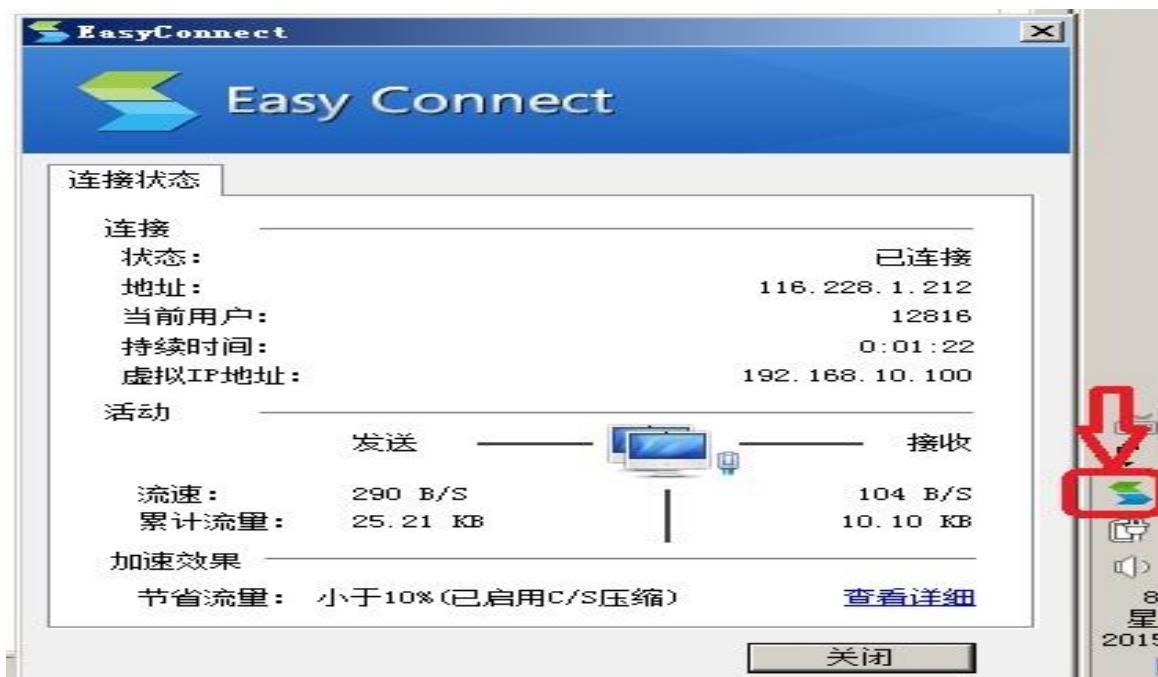 EasyConnect
Easy Connect
连接状态
连接
状态： 已连接
地址： 116.228.1.212
当前用户： 12816
持续时间： 0:01:22
虚拟IP地址： 192.168.10.100
活动
发送 接收
流速： 290 B/S 104 B/S
累计流量： 25.21 KB 10.10 KB
加速效果
节省流量： 小于10%(已启用C/S压缩) 查看详细
关闭
8
星
2015